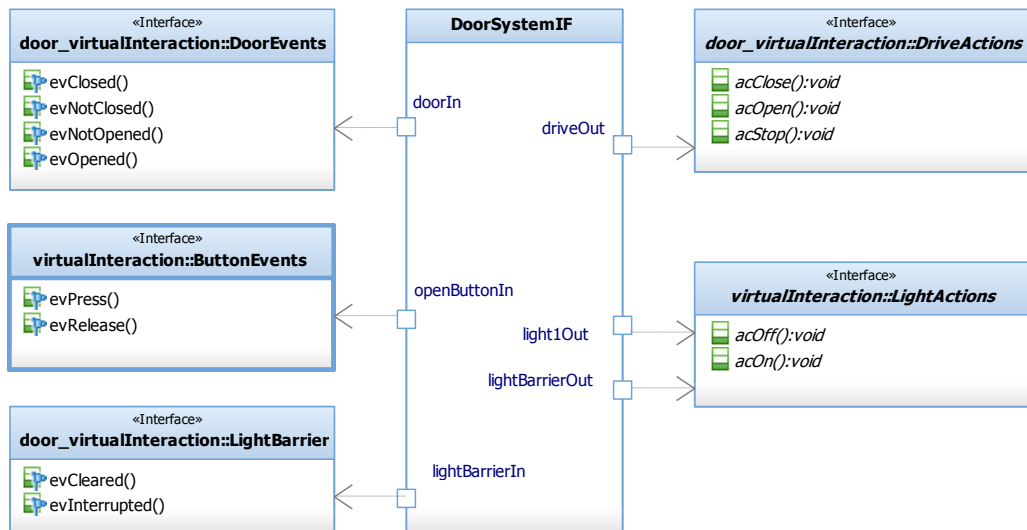 «Interface»
door_virtualInteraction::DoorEvents
evClosed()
evNotClosed()
evNotOpened()
evOpened()
«Interface»
virtualInteraction::ButtonEvents
evPress()
evRelease()
«Interface»
door_virtualInteraction::LightBarrier
evCleared()
evInterrupted()
DoorSystemIF
doorIn
driveOut
openButtonIn
light1Out
lightBarrierOut
lightBarrierIn
«Interface»
door_virtualInteraction::DriveActions
acClose():void
acOpen():void
acStop():void
«Interface»
virtualInteraction::LightActions
acOff():void
acOn():void